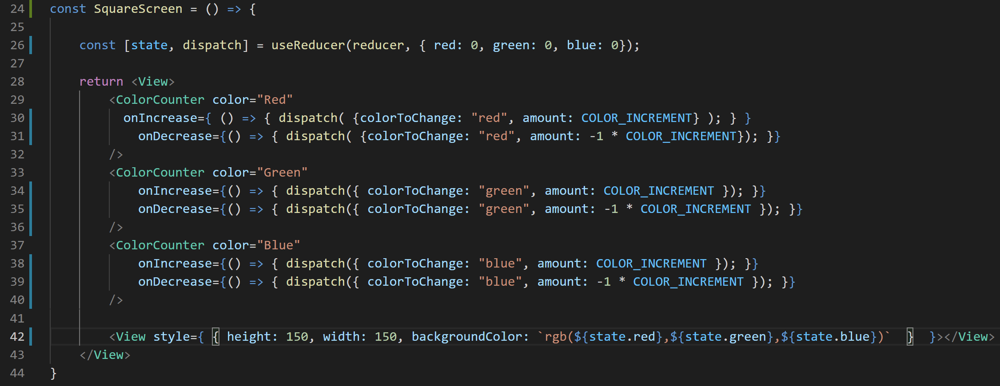 24 const SquareScreen = () => {
25
26 const [state, dispatch] = useReducer(reducer, { red: 0, green: 0, blue: 0});
27
28 return <View>
29 <ColorCounter color="Red"
30 onIncrease={ () => { dispatch( {colorToChange: "red", amount: COLOR_INCREMENT} ); } }
31 onDecrease={() => { dispatch( {colorToChange: "red", amount: -1 * COLOR_INCREMENT}); }}
32 />
33 <ColorCounter color="Green"
34 onIncrease={() => { dispatch({ colorToChange: "green", amount: COLOR_INCREMENT }); }}
35 onDecrease={() => { dispatch({ colorToChange: "green", amount: -1 * COLOR_INCREMENT }); }}
36 />
37 <ColorCounter color="Blue"
38 onIncrease={() => { dispatch({ colorToChange: "blue", amount: COLOR_INCREMENT }); }}
39 onDecrease={() => { dispatch({ colorToChange: "blue", amount: -1 * COLOR_INCREMENT }); }}
40 />
41
42 <View style={ { height: 150, width: 150, backgroundColor: `rgb(${state.red},${state.green},${state.blue})`  }  }></View>
43 </View>
44 }